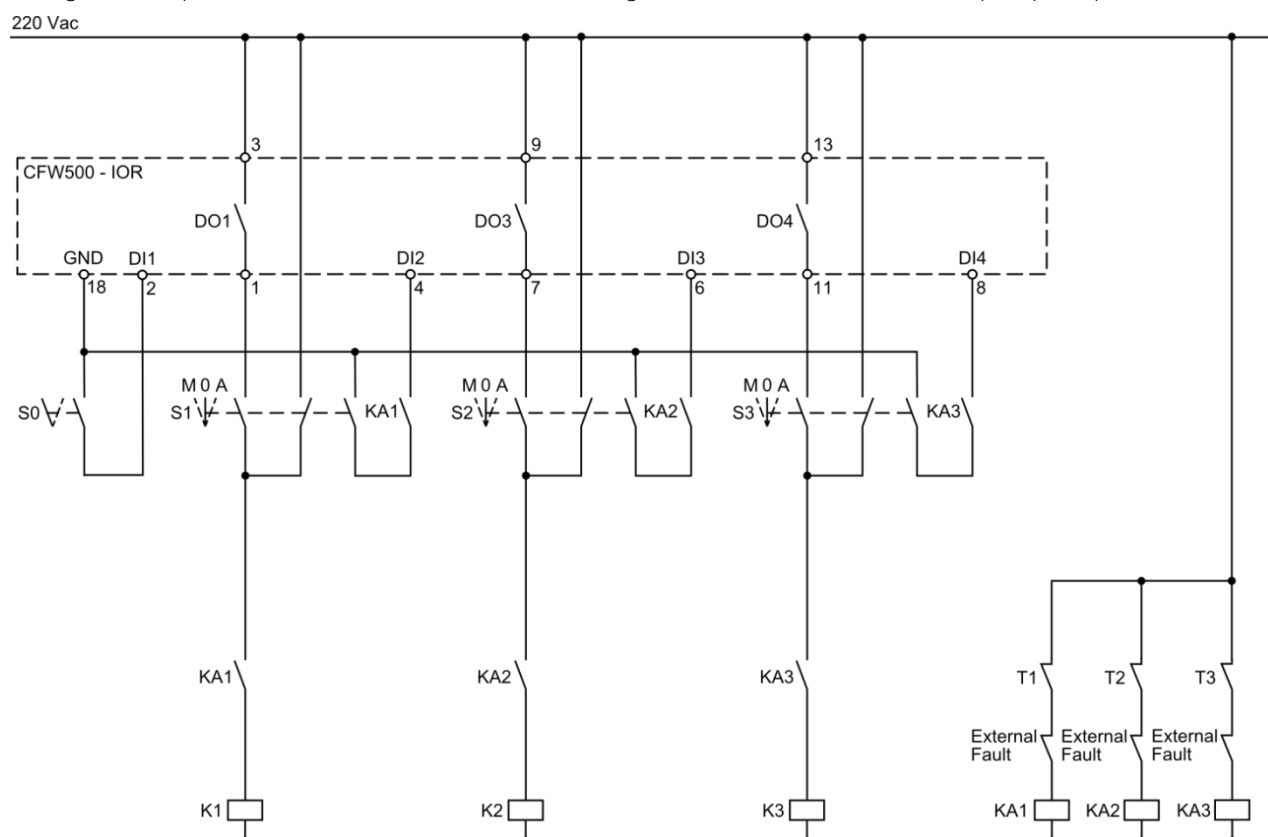 220 Vac
3
9
13
CFW500 - IOR
DO1
DO3
DO4
GND
DI1
DI2
DI3
DI4
18
2
1
4
7
6
11
8
M 0 A
M 0 A
M 0 A
S0
S1
KA1
S2
KA2
S3
KA3
KA1
KA2
KA3
T1
T2
T3
External
Fault
External
Fault
External
Fault
K1
K2
K3
KA1
KA2
KA3